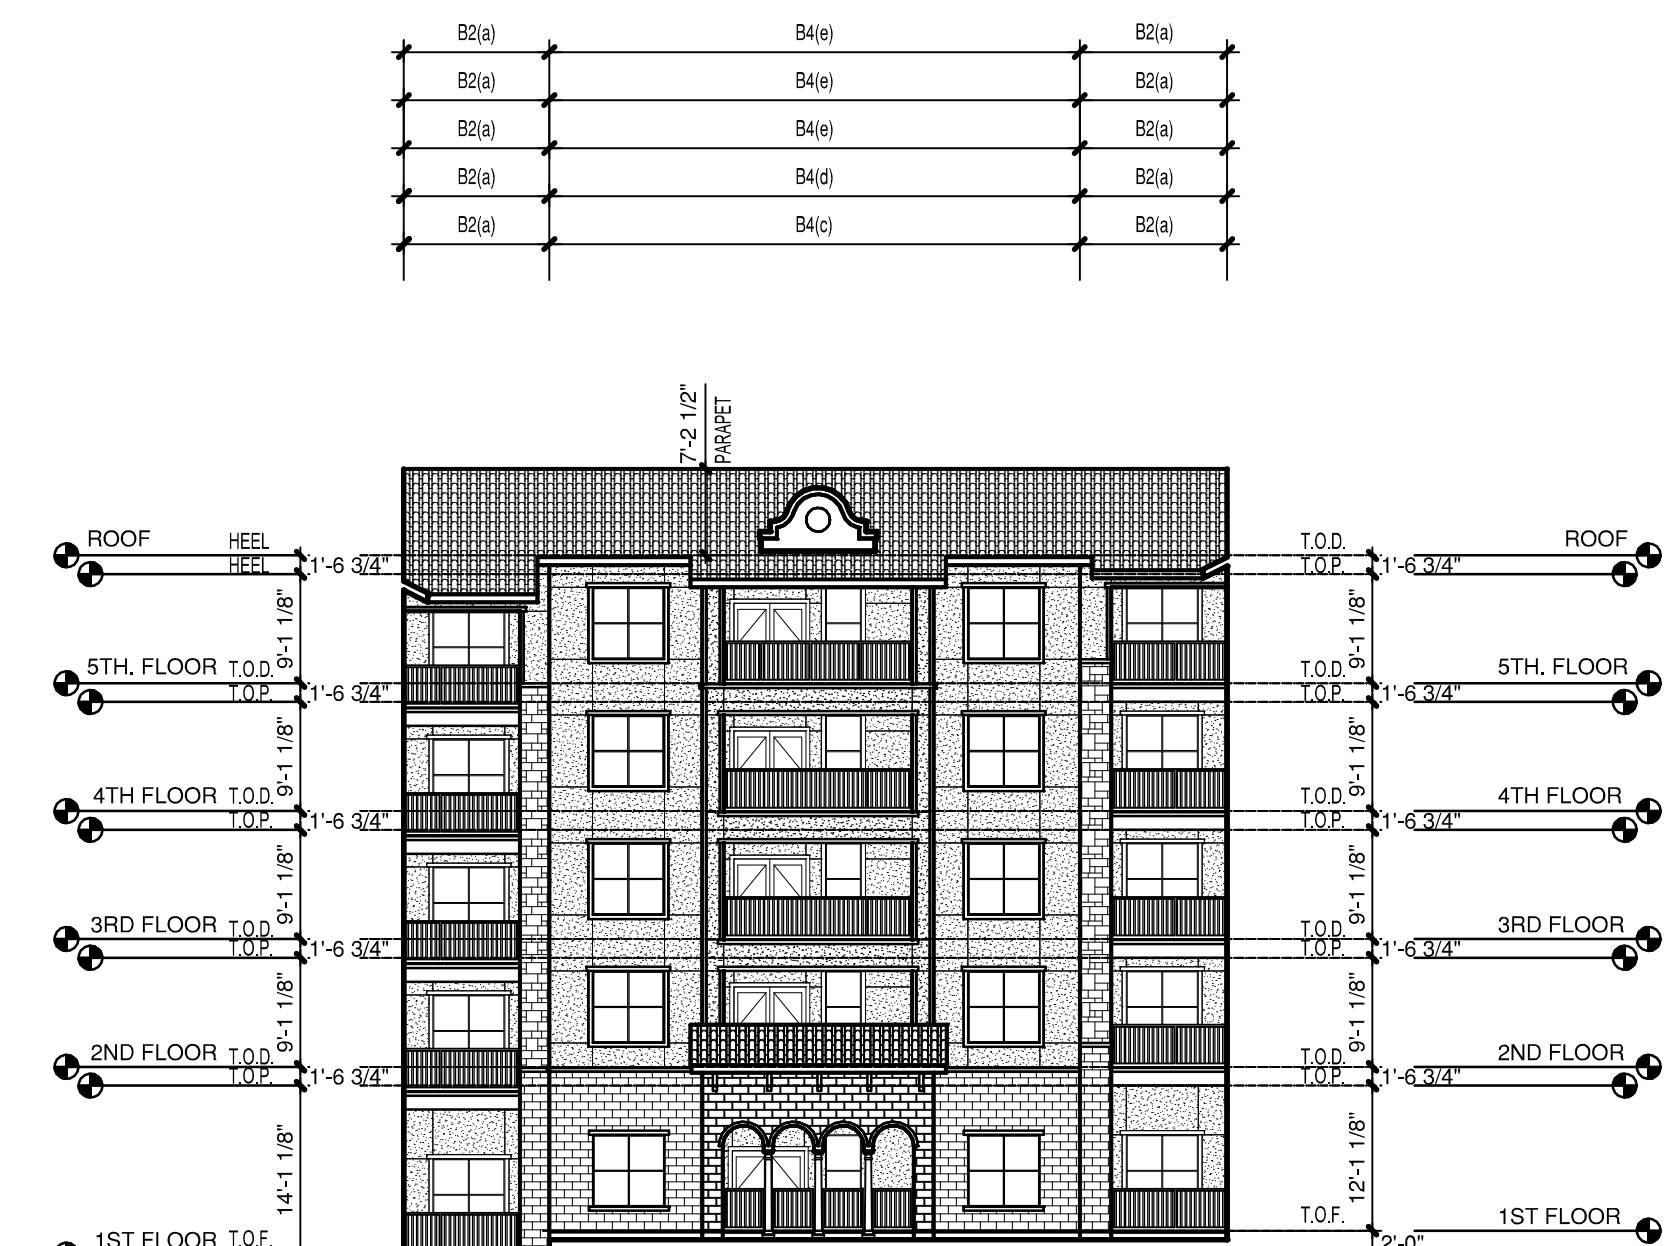 B2(a) B4(e) B2(a)
B2(a) B4(e) B2(a)
B2(a) B4(e) B2(a)
B2(a) B4(d) B2(a)
B2(a) B4(c) B2(a)
7'-2 1/2"
PARAPET
ROOF HEEL T.O.D. ROOF
HEEL 1'-6 3/4" T.O.P. 1'-6 3/4"
9'-1 1/8" 9'-1 1/8"
5TH. FLOOR T.O.D. T.O.D. 5TH. FLOOR
T.O.P. 1'-6 3/4" T.O.P. 1'-6 3/4"
9'-1 1/8" 9'-1 1/8"
4TH FLOOR T.O.D. T.O.D. 4TH FLOOR
T.O.P. 1'-6 3/4" T.O.P. 1'-6 3/4"
9'-1 1/8" 9'-1 1/8"
3RD FLOOR T.O.D. T.O.D. 3RD FLOOR
T.O.P. 1'-6 3/4" T.O.P. 1'-6 3/4"
9'-1 1/8" 9'-1 1/8"
2ND FLOOR T.O.D. T.O.D. 2ND FLOOR
T.O.P. 1'-6 3/4" T.O.P. 1'-6 3/4"
14'-1 1/8" 12'-1 1/8"
T.O.F. 1ST FLOOR
1ST FLOOR T.O.F. 2'-0"